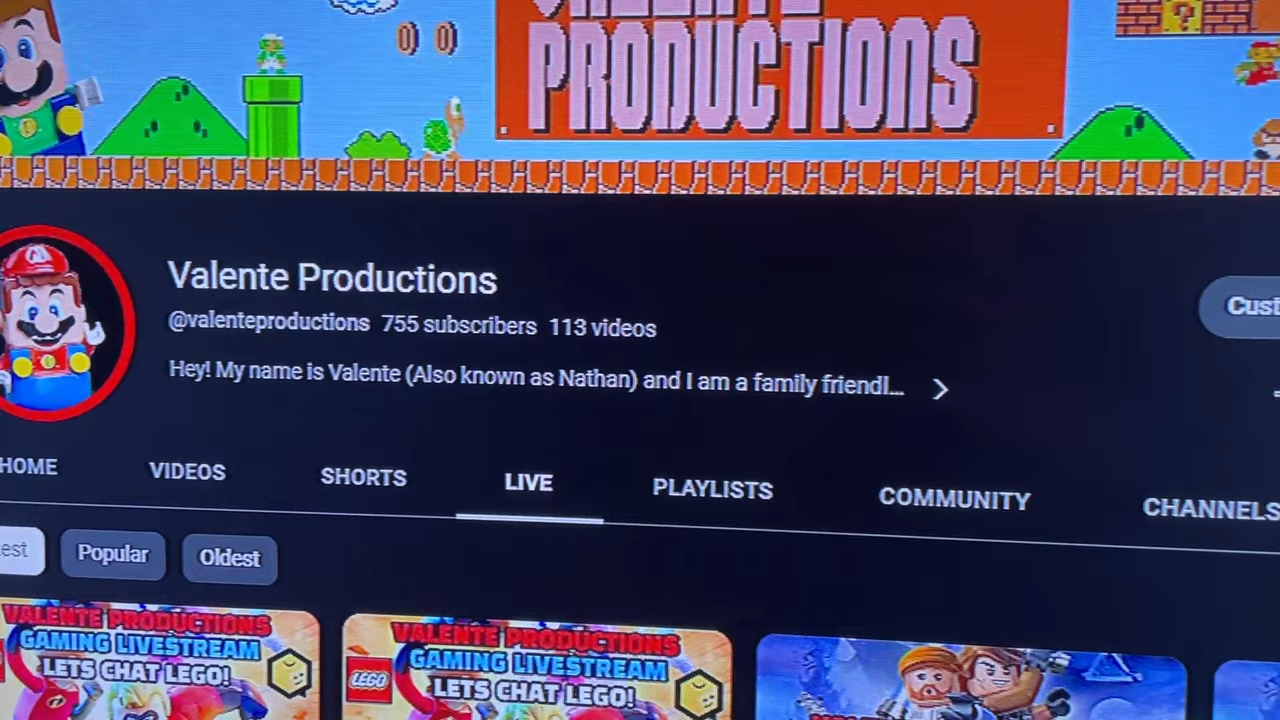 PRODUCTIONS
Valente Productions
@valenteproductions 755 subscribers 113 videos
Hey! My name is Valente (Also known as Nathan) and I am a family friendl...
HOME
VIDEOS
SHORTS
LIVE
PLAYLISTS
COMMUNITY
CHANNELS
Popular
Oldest
VALENTE PRODUCTIONS
GAMING LIVESTREAM
LETS CHAT LEGO!
VALENTE PRODUCTIONS
GAMING LIVESTREAM
LEGO
LETS CHAT LEGO!